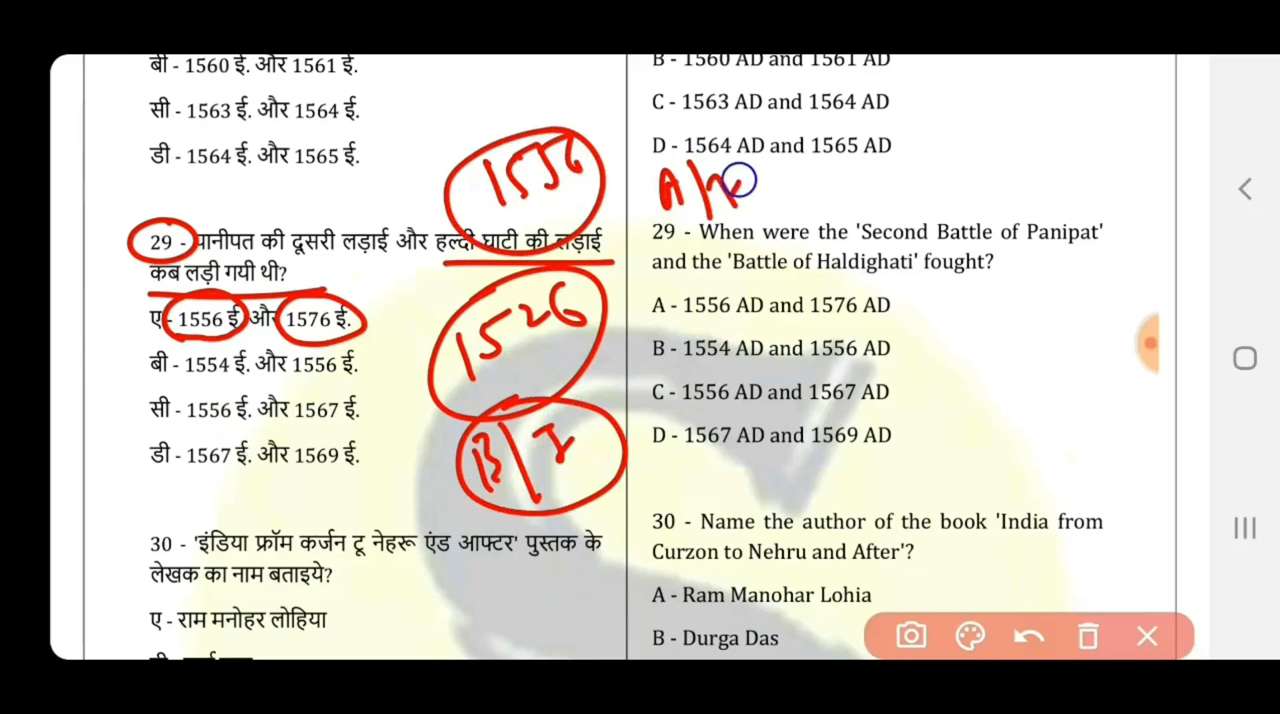 बी - 1560 ई. और 1561 ई.
सी - 1563 ई. और 1564 ई.
डी - 1564 ई. और 1565 ई.
1556
29 - पानीपत की दूसरी लड़ाई और हल्दी घाटी की लड़ाई
कब लड़ी गयी थी?
ए - 1556 ई. और 1576 ई.
1526
बी - 1554 ई. और 1556 ई.
सी - 1556 ई. और 1567 ई.
B/I
डी - 1567 ई. और 1569 ई.
30 - 'इंडिया फ्रॉम कर्जन टू नेहरू एंड आफ्टर' पुस्तक के
लेखक का नाम बताइये?
ए - राम मनोहर लोहिया
B - 1560 AD and 1561 AD
C - 1563 AD and 1564 AD
D - 1564 AD and 1565 AD
29 - When were the 'Second Battle of Panipat'
and the 'Battle of Haldighati' fought?
A - 1556 AD and 1576 AD
B - 1554 AD and 1556 AD
C - 1556 AD and 1567 AD
D - 1567 AD and 1569 AD
30 - Name the author of the book 'India from
Curzon to Nehru and After'?
A - Ram Manohar Lohia
B - Durga Das